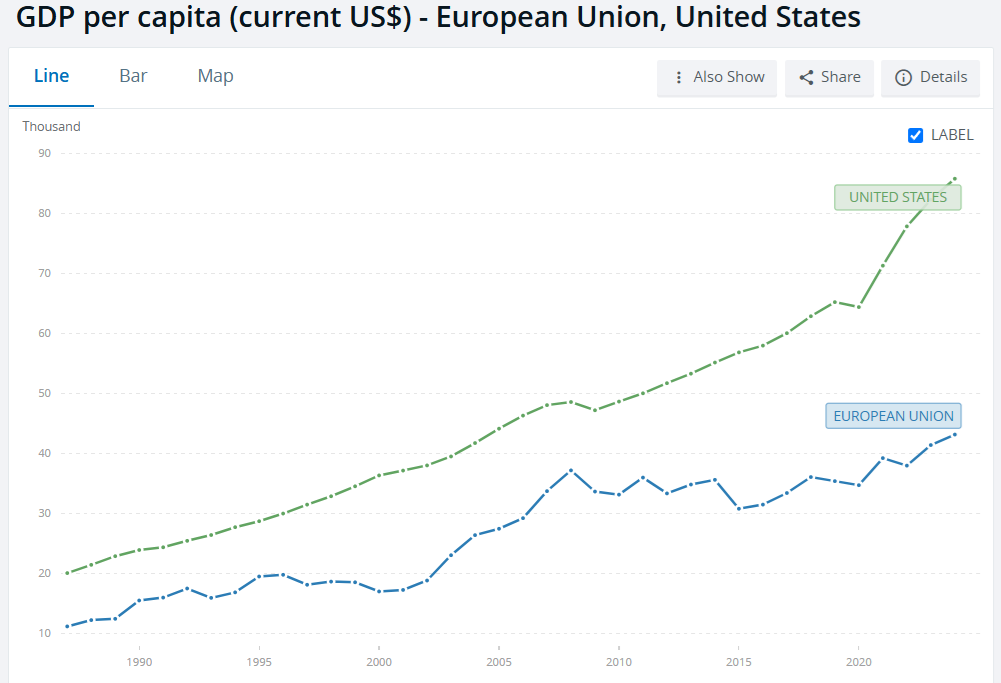 GDP per capita (current US$) - European Union, United States
Line Bar Map Also Show Share Details
Thousand
LABEL
90
UNITED STATES
80
70
60
50
EUROPEAN UNION
40
30
20
10
1990 1995 2000 2005 2010 2015 2020